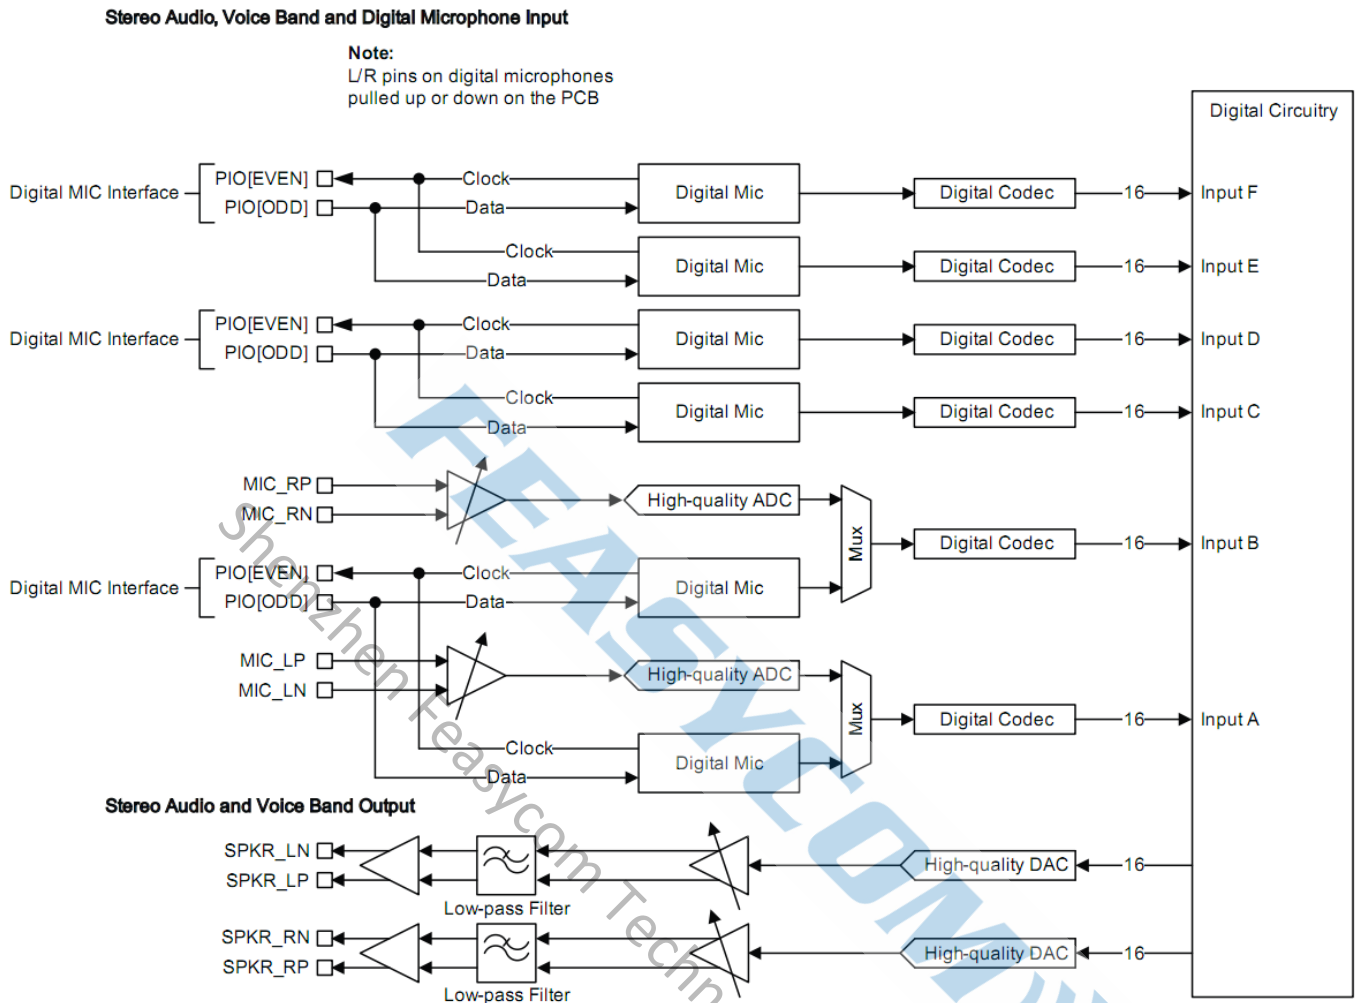 Stereo Audio, Voice Band and Digital Microphone Input
Note:
L/R pins on digital microphones
pulled up or down on the PCB
Digital Circuitry
Digital MIC Interface
PIO[EVEN]
PIO[ODD]
Clock
Data
Digital Mic
Digital Codec
16
Input F
Clock
Data
Digital Mic
Digital Codec
16
Input E
Digital MIC Interface
PIO[EVEN]
PIO[ODD]
Clock
Data
Digital Mic
Digital Codec
16
Input D
Clock
Data
Digital Mic
Digital Codec
16
Input C
MIC_RP
MIC_RN
High-quality ADC
Mux
Digital Codec
16
Input B
Digital MIC Interface
PIO[EVEN]
PIO[ODD]
Clock
Data
Digital Mic
MIC_LP
MIC_LN
High-quality ADC
Mux
Digital Codec
16
Input A
Clock
Data
Digital Mic
Stereo Audio and Voice Band Output
SPKR_LN
SPKR_LP
Low-pass Filter
High-quality DAC
16
SPKR_RN
SPKR_RP
Low-pass Filter
High-quality DAC
16
FEASYCOM
Shenzhen Feasycom Techn